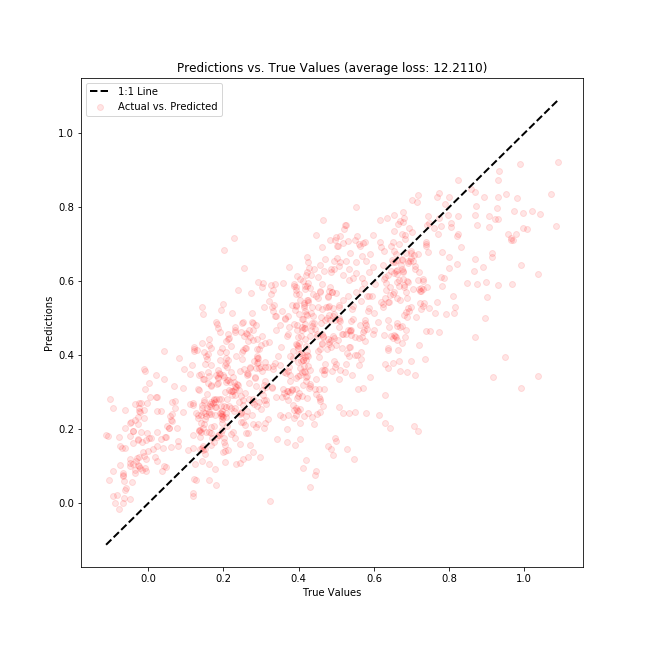 Predictions vs. True Values (average loss: 12.2110)
1:1 Line
Actual vs. Predicted
1.0
0.8
0.6
0.4
0.2
0.0
Predictions
0.0 0.2 0.4 0.6 0.8 1.0
True Values